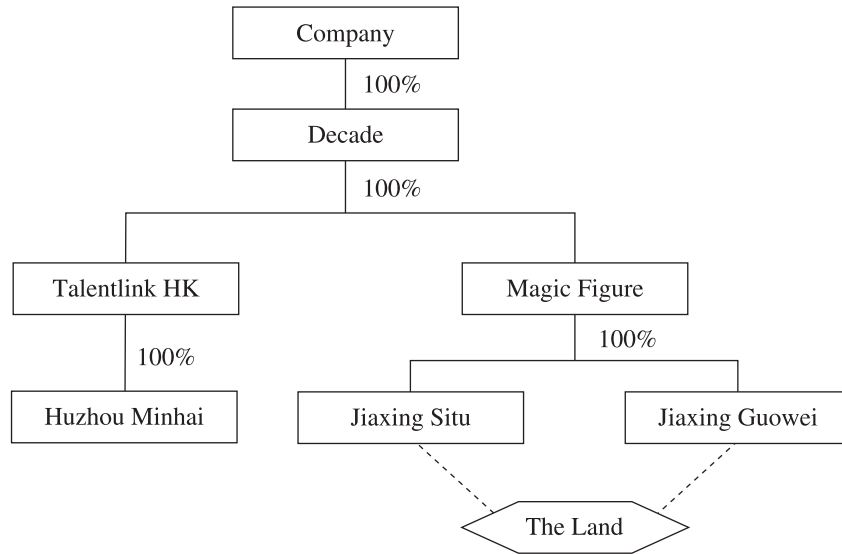 Company
100%
Decade
100%
Talentlink HK
Magic Figure
100%
100%
Huzhou Minhai
Jiaxing Situ
Jiaxing Guowei
The Land